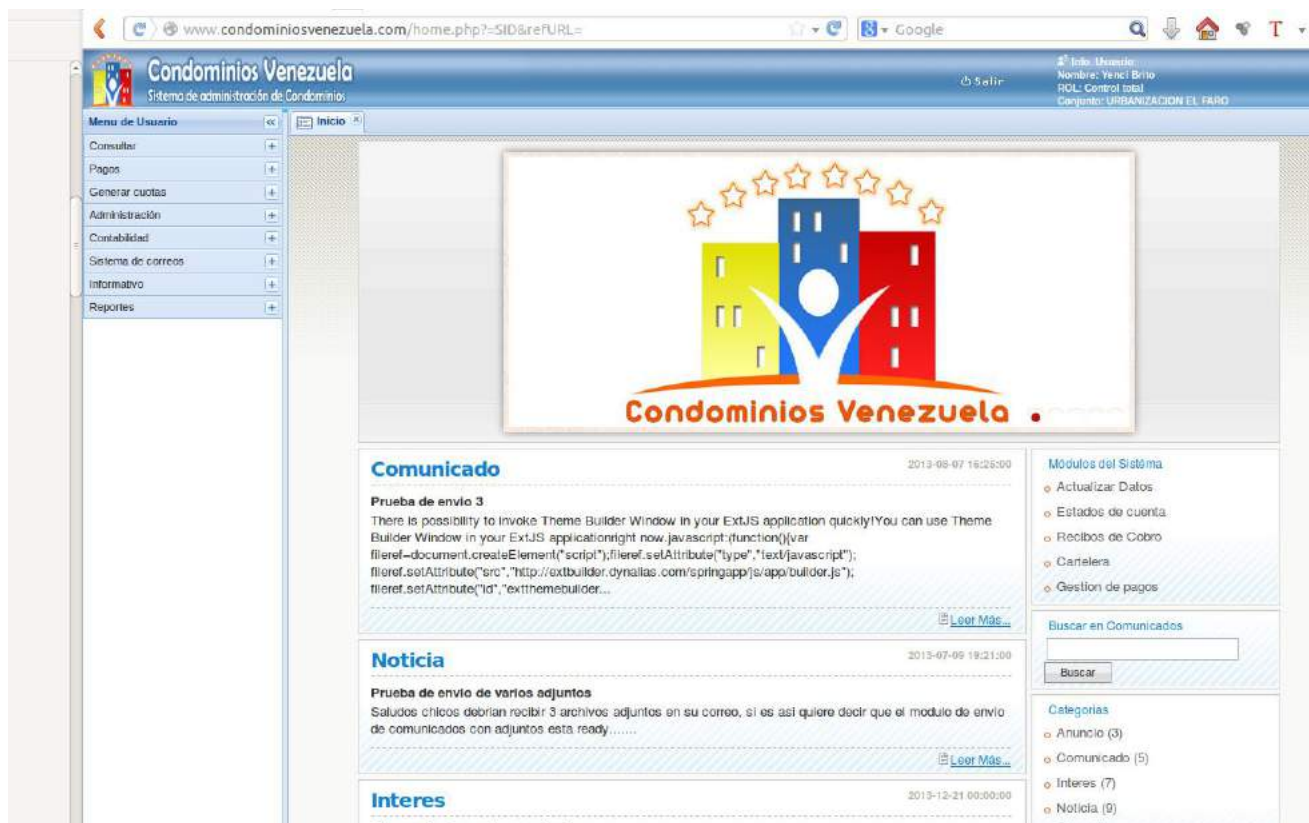 www.condominiosvenezuela.com/home.php?=SID&refURL=
Google
Condominios Venezuela
Sistema de administración de Condominios
Salir
Info. Usuario:
Nombre: Yenci Brito
ROL: Control total
Conjunto: URBANIZACION EL FARO
Menu de Usuario
Inicio
Consultar
Pagos
Generar cuotas
Administración
Contabilidad
Sistema de correos
Informativo
Reportes
Condominios Venezuela
Comunicado
2013-08-07 16:25:00
Prueba de envio 3
There is possibility to invoke Theme Builder Window in your ExtJS application quickly!You can use Theme
Builder Window in your ExtJS applicationright now.javascript:(function(){var
fileref=document.createElement("script");fileref.setAttribute("type","text/javascript");
fileref.setAttribute("src","http://extbuilder.dynalias.com/springapp/js/app/builder.js");
fileref.setAttribute("id","extthemebuilder...
Leer Más...
Noticia
2013-07-09 19:21:00
Prueba de envio de varios adjuntos
Saludos chicos debrian recibir 3 archivos adjuntos en su correo, si es asi quiere decir que el modulo de envio
de comunicados con adjuntos esta ready.......
Leer Más...
Interes
2013-12-21 00:00:00
Módulos del Sistéma
Actualizar Datos
Estados de cuenta
Recibos de Cobro
Cartelera
Gestion de pagos
Buscar en Comunicados
Buscar
Categorias
Anuncio (3)
Comunicado (5)
Interes (7)
Noticia (9)